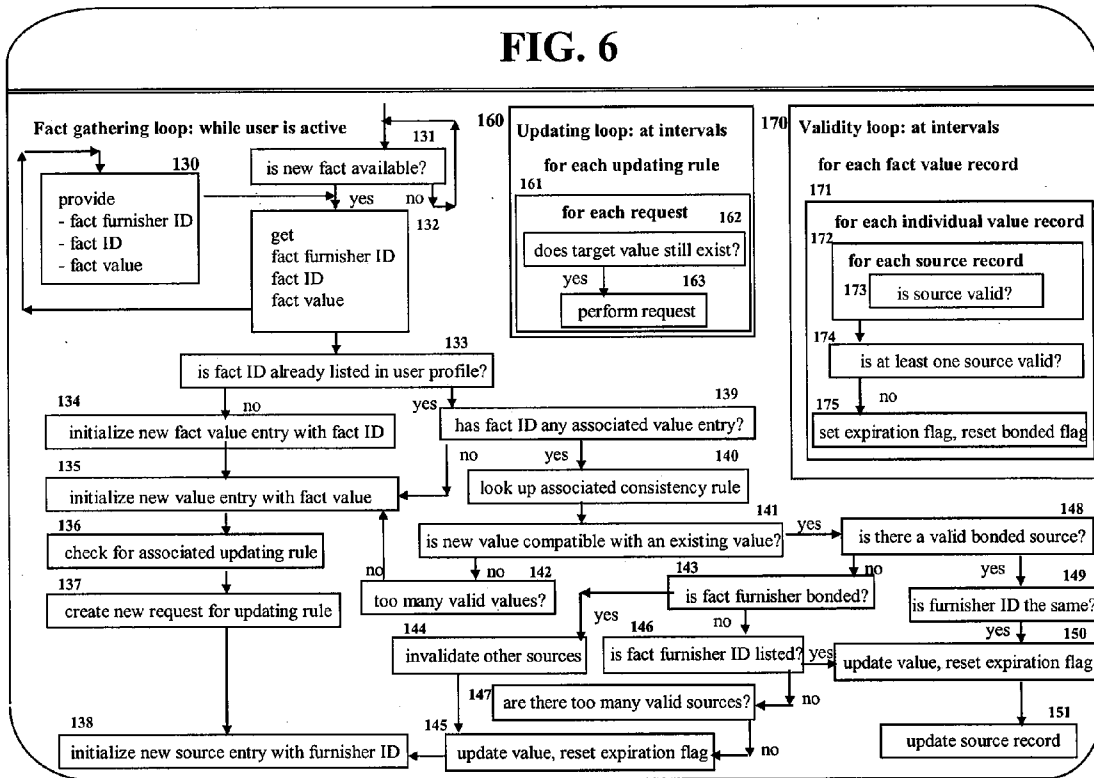 FIG. 6
Fact gathering loop: while user is active
130
provide
- fact furnisher ID
- fact ID
- fact value
131
is new fact available?
yes
no
132
get
fact furnisher ID
fact ID
fact value
133
is fact ID already listed in user profile?
134
no
yes
initialize new fact value entry with fact ID
135
initialize new value entry with fact value
136
check for associated updating rule
137
create new request for updating rule
138
initialize new source entry with furnisher ID
139
has fact ID any associated value entry?
no
yes
140
look up associated consistency rule
141
is new value compatible with an existing value?
yes
no
no
142
too many valid values?
143
no
is fact furnisher bonded?
144
yes
no
invalidate other sources
145
update value, reset expiration flag
146
is fact furnisher ID listed?
yes
no
147
are there too many valid sources?
no
148
is there a valid bonded source?
yes
149
is furnisher ID the same?
yes
150
update value, reset expiration flag
151
update source record
160
Updating loop: at intervals
for each updating rule
161
for each request
162
does target value still exist?
yes
163
perform request
170
Validity loop: at intervals
for each fact value record
171
for each individual value record
172
for each source record
173
is source valid?
174
is at least one source valid?
no
175
set expiration flag, reset bonded flag